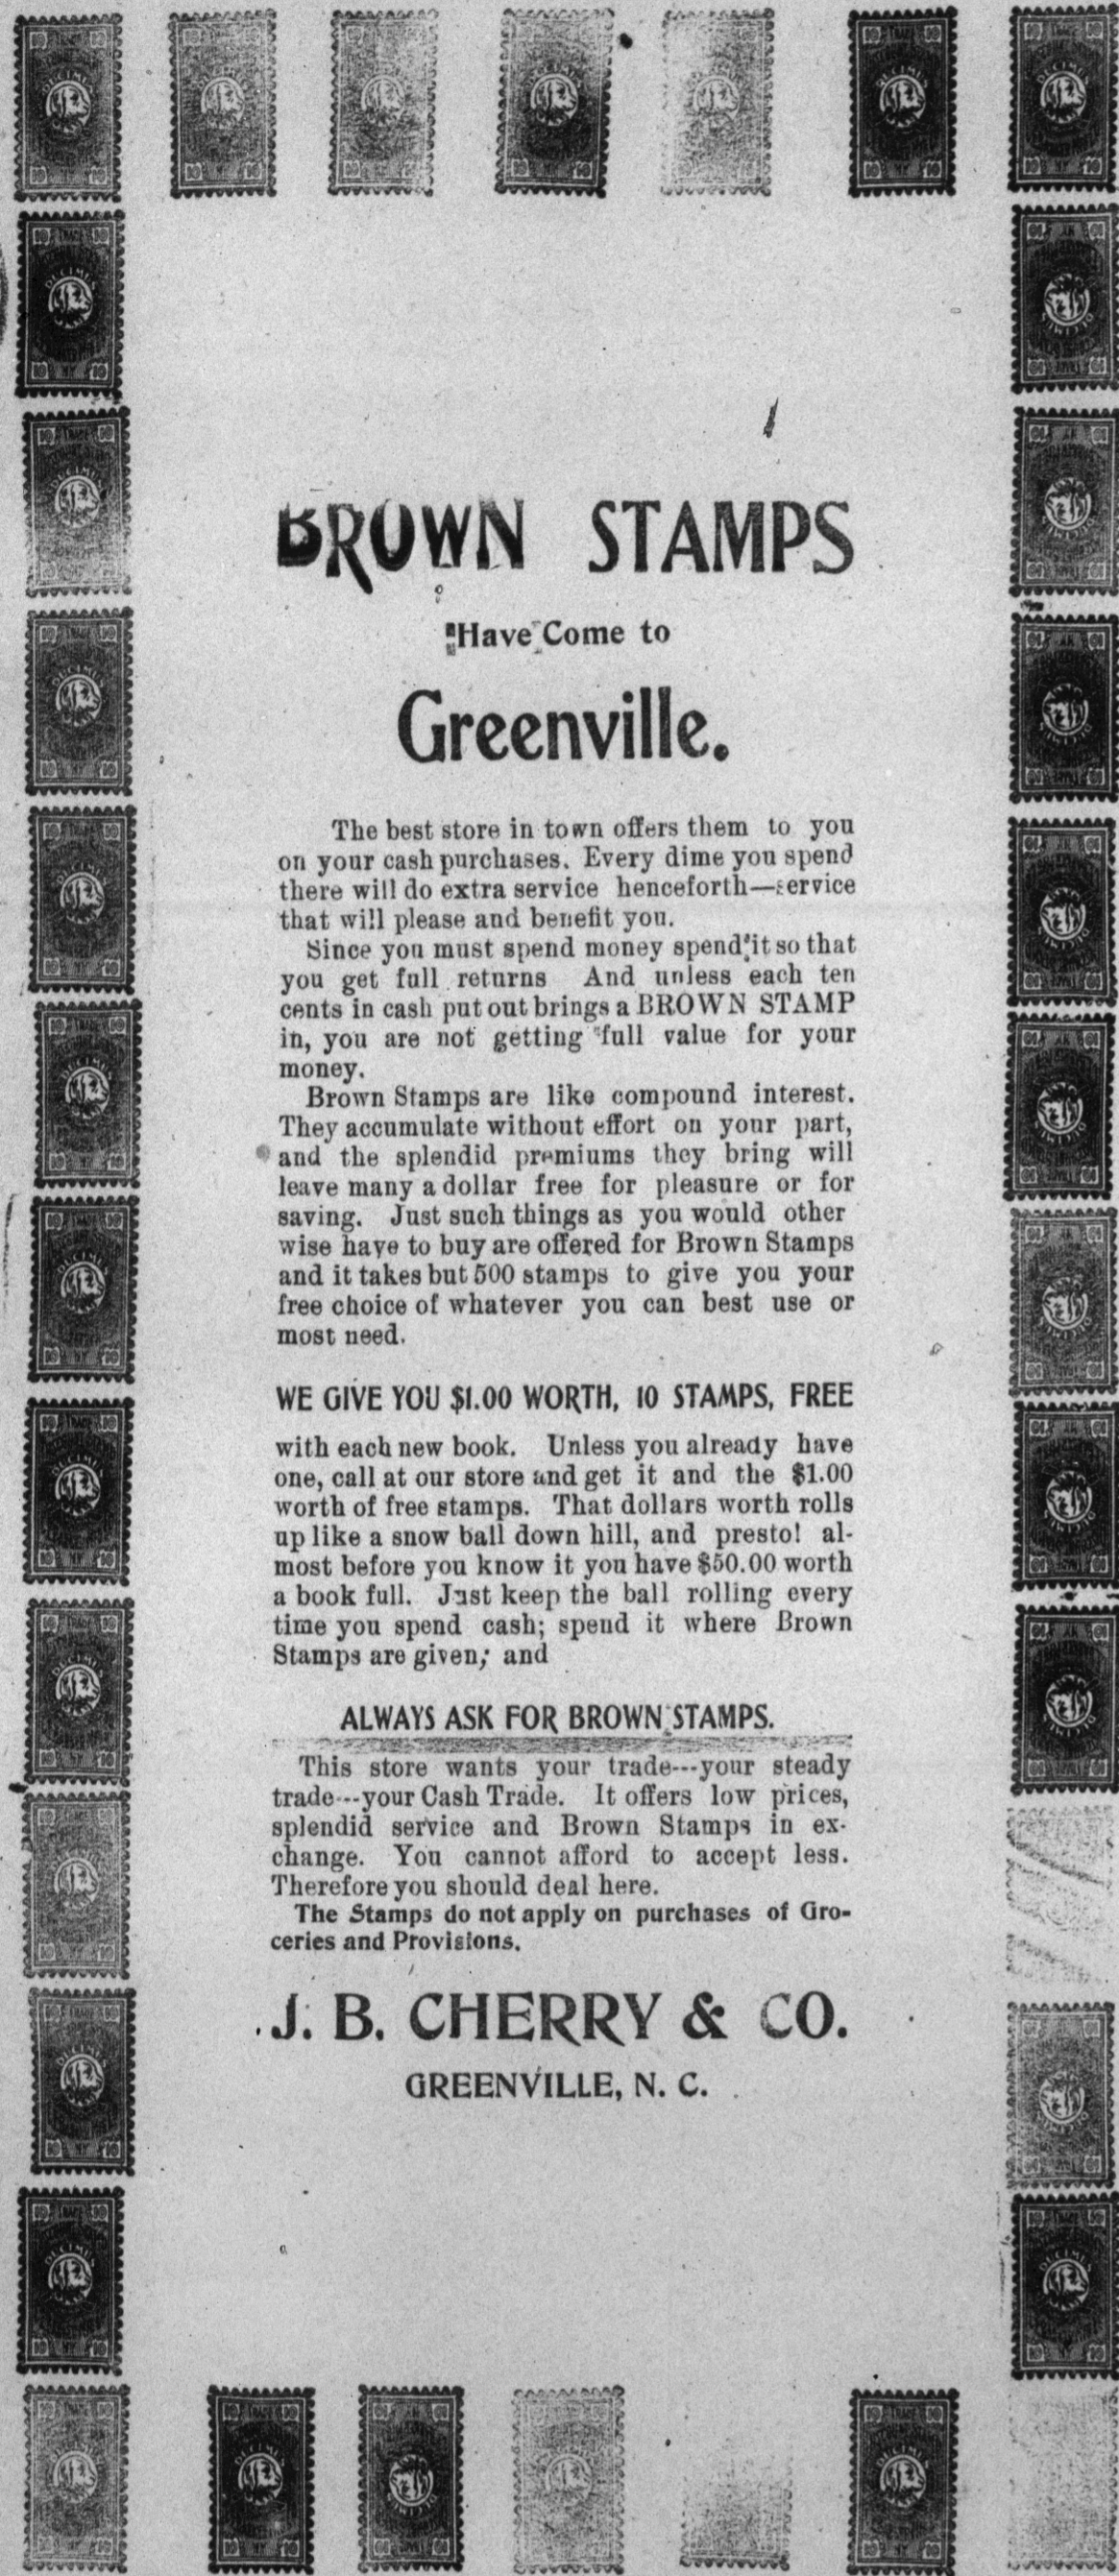 BROWN STAMPS
Have Come to
Greenville.
The best store in town offers them to you
on your cash purchases. Every dime you spend
there will do extra service henceforth—service
that will please and benefit you.
Since you must spend money spend it so that
you get full returns And unless each ten
cents in cash put out brings a BROWN STAMP
in, you are not getting full value for your
money.
Brown Stamps are like compound interest.
They accumulate without effort on your part,
and the splendid premiums they bring will
leave many a dollar free for pleasure or for
saving. Just such things as you would other
wise have to buy are offered for Brown Stamps
and it takes but 500 stamps to give you your
free choice of whatever you can best use or
most need.
WE GIVE YOU $1.00 WORTH, 10 STAMPS, FREE
with each new book. Unless you already have
one, call at our store and get it and the $1.00
worth of free stamps. That dollars worth rolls
up like a snow ball down hill, and presto! al-
most before you know it you have $50.00 worth
a book full. Just keep the ball rolling every
time you spend cash; spend it where Brown
Stamps are given; and
ALWAYS ASK FOR BROWN STAMPS.
This store wants your trade---your steady
trade---your Cash Trade. It offers low prices,
splendid service and Brown Stamps in ex-
change. You cannot afford to accept less.
Therefore you should deal here.
The Stamps do not apply on purchases of Gro-
ceries and Provisions.
J. B. CHERRY & CO.
GREENVILLE, N. C.